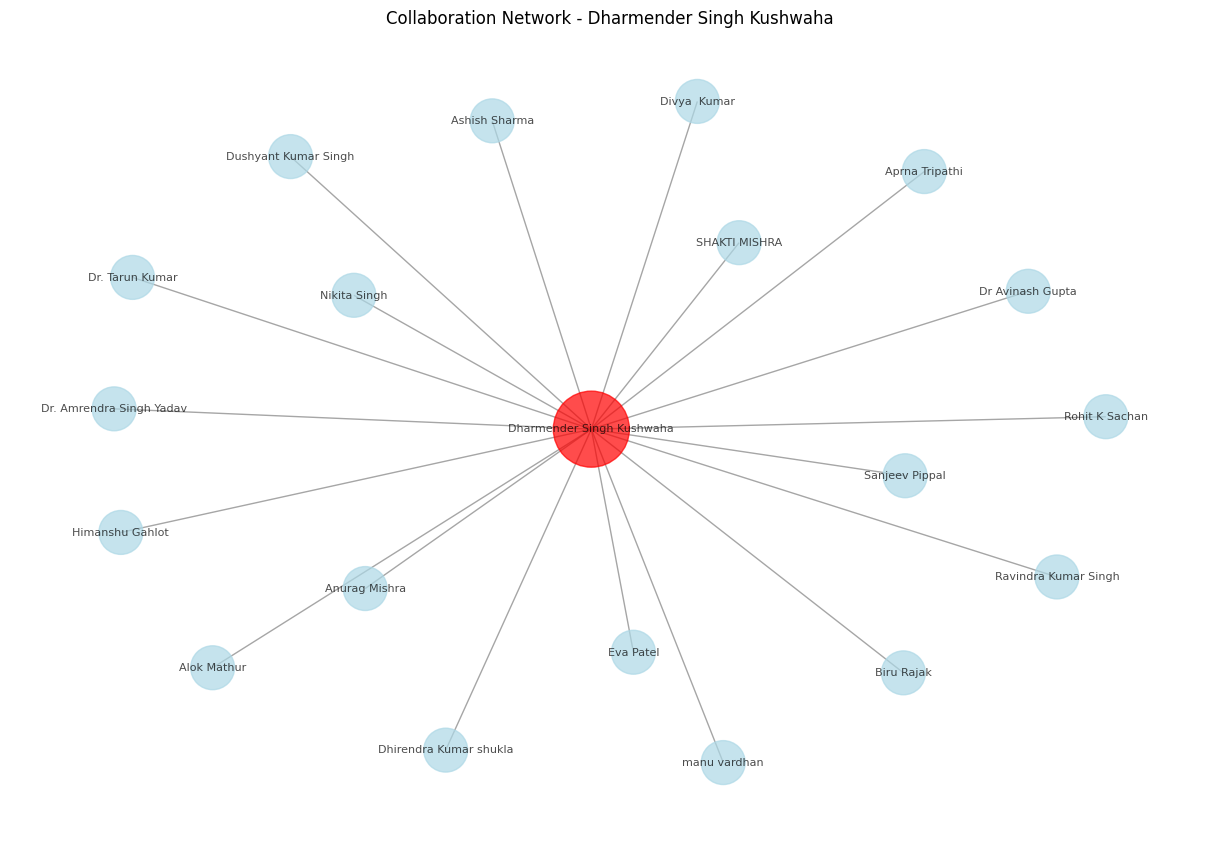 Collaboration Network - Dharmender Singh Kushwaha
Divya  Kumar
Ashish Sharma
Dushyant Kumar Singh
Aprna Tripathi
SHAKTI MISHRA
Dr. Tarun Kumar
Nikita Singh
Dr Avinash Gupta
Dr. Amrendra Singh Yadav
Rohit K Sachan
Dharmender Singh Kushwaha
Sanjeev Pippal
Himanshu Gahlot
Ravindra Kumar Singh
Anurag Mishra
Eva Patel
Alok Mathur
Biru Rajak
Dhirendra Kumar shukla
manu vardhan